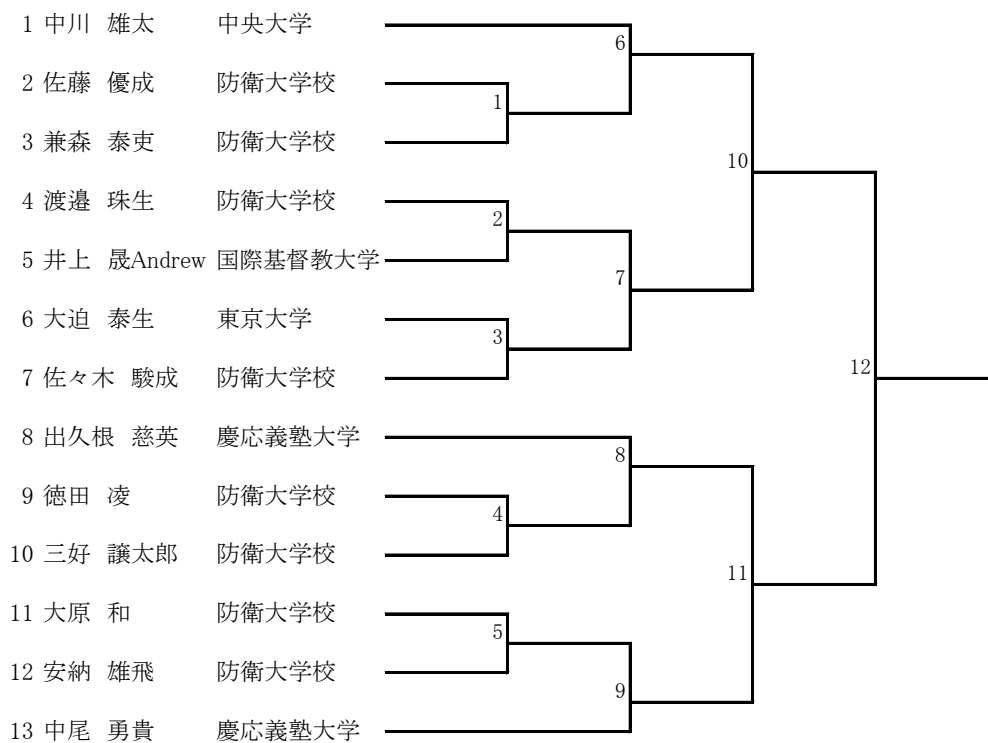 1 中川 雄太 中央大学
6
2 佐藤 優成 防衛大学校
1
3 兼森 泰吏 防衛大学校
10
4 渡邉 珠生 防衛大学校
2
5 井上 晟Andrew 国際基督教大学
7
6 大迫 泰生 東京大学
3
7 佐々木 駿成 防衛大学校
12
8 出久根 慈英 慶応義塾大学
8
9 徳田 凌 防衛大学校
4
10 三好 譲太郎 防衛大学校
11
11 大原 和 防衛大学校
5
12 安納 雄飛 防衛大学校
9
13 中尾 勇貴 慶応義塾大学